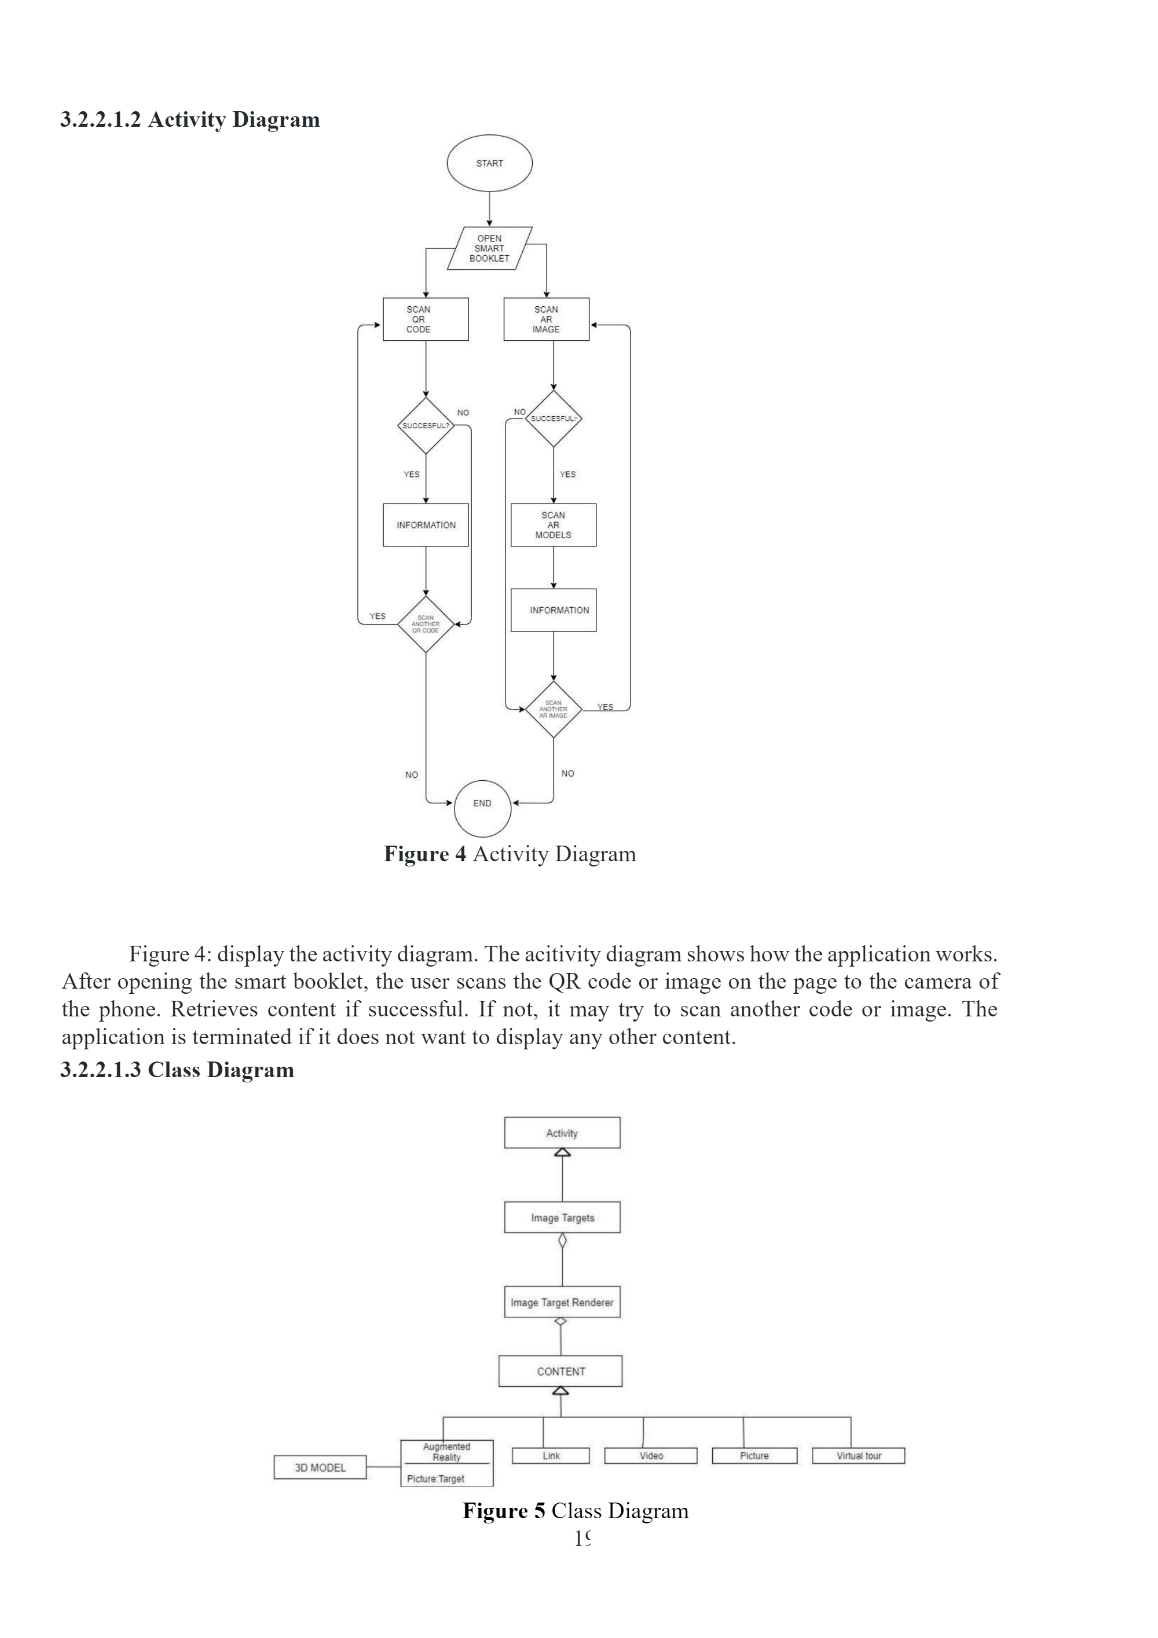 3.2.2.1.2 Activity Diagram
START
OPEN
SMART
BOOKLET
SCAN
QR
CODE
SCAN
AR
IMAGE
NO
SUCCESFUL?
NO
SUCCESFUL?
YES
YES
INFORMATION
SCAN
AR
MODELS
INFORMATION
YES
SCAN
ANOTHER
QR CODE
SCAN
ANOTHER
AR IMAGE
YES
NO
NO
END
Figure 4 Activity Diagram
Figure 4: display the activity diagram. The acitivity diagram shows how the application works.
After opening the smart booklet, the user scans the QR code or image on the page to the camera of
the phone. Retrieves content if successful. If not, it may try to scan another code or image. The
application is terminated if it does not want to display any other content.
3.2.2.1.3 Class Diagram
Activity
Image Targets
Image Target Renderer
CONTENT
3D MODEL
Augmented
Reality
Picture:Target
Link
Video
Picture
Virtual tour
Figure 5 Class Diagram